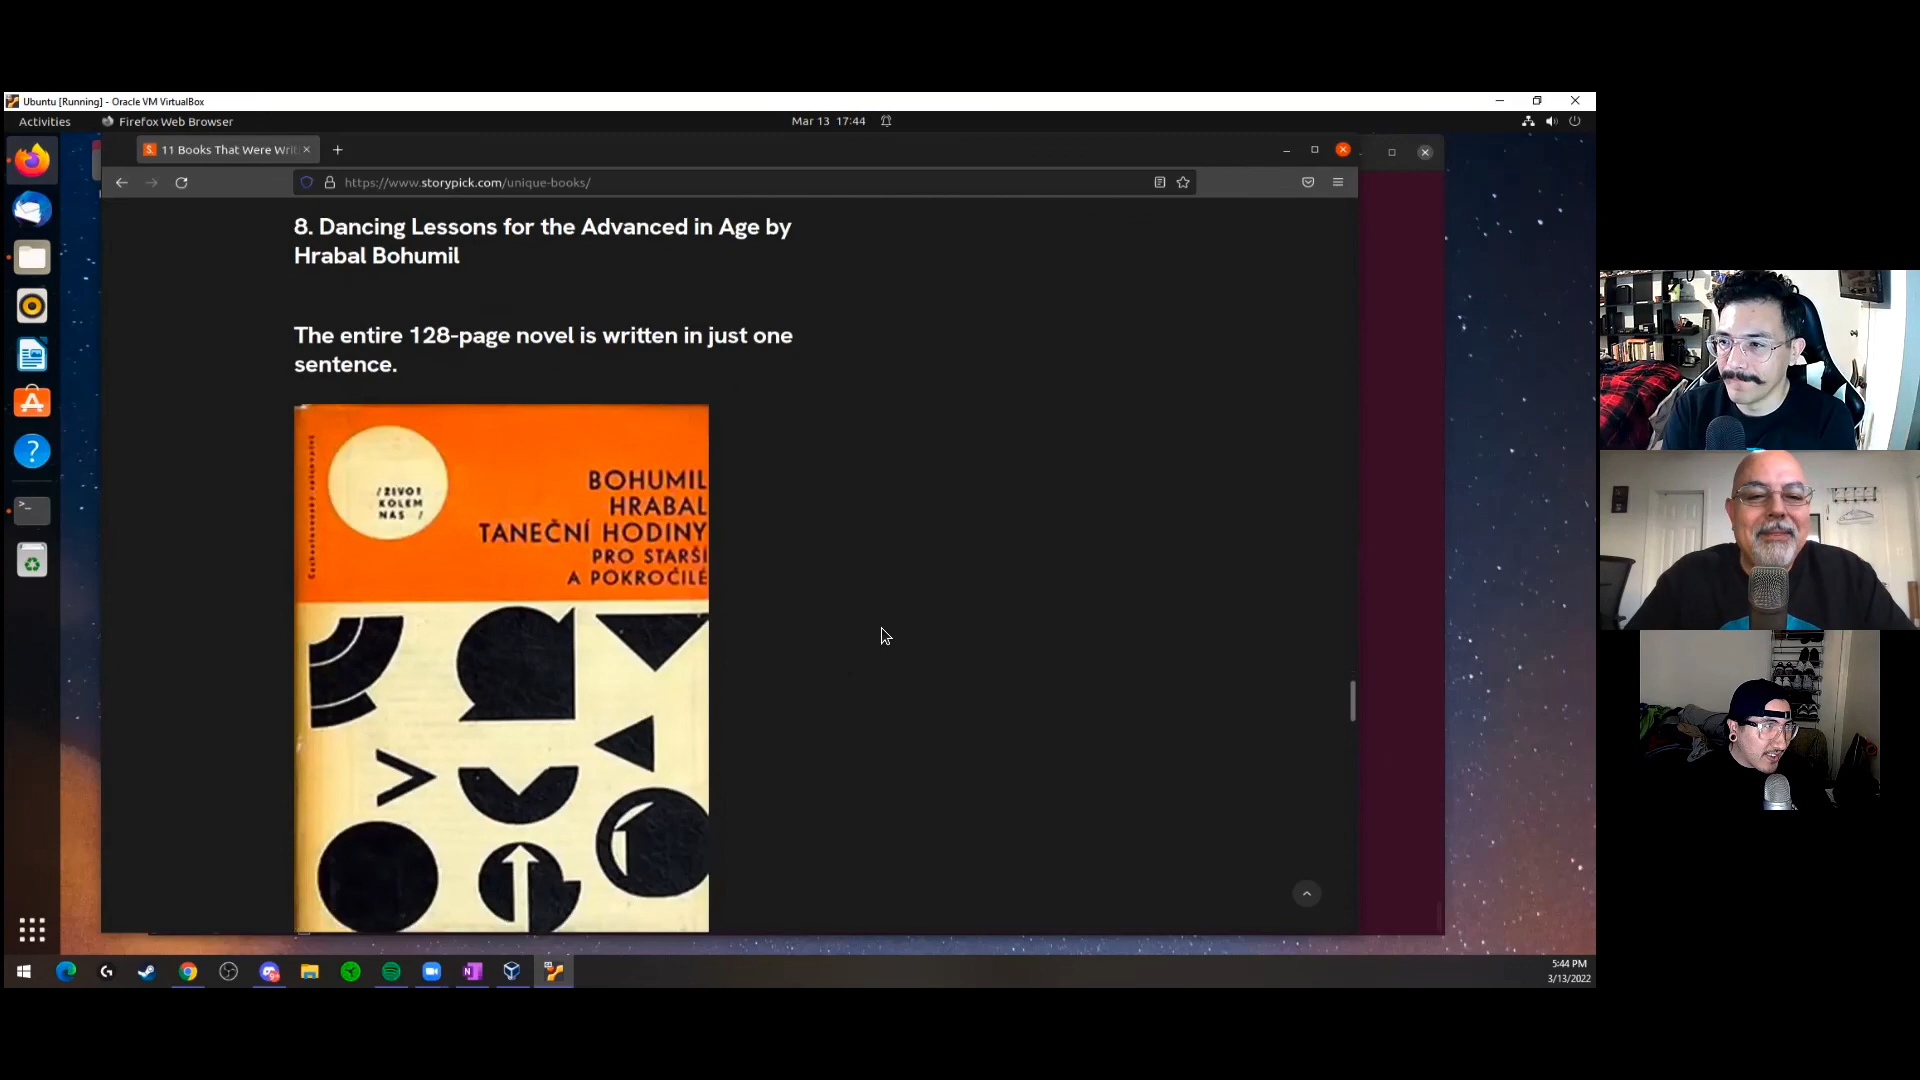 Ubuntu [Running] - Oracle VM VirtualBox
Activities
Firefox Web Browser
Mar 13 17:44
11 Books That Were Writ
https://www.storypick.com/unique-books/
8. Dancing Lessons for the Advanced in Age by
Hrabal Bohumil
The entire 128-page novel is written in just one
sentence.
/ŽIVOT
KOLEM
NÁS /
BOHUMIL
HRABAL
TANEČNÍ HODINY
PRO STARŠÍ
A POKROČILÉ
5:44 PM
3/13/2022